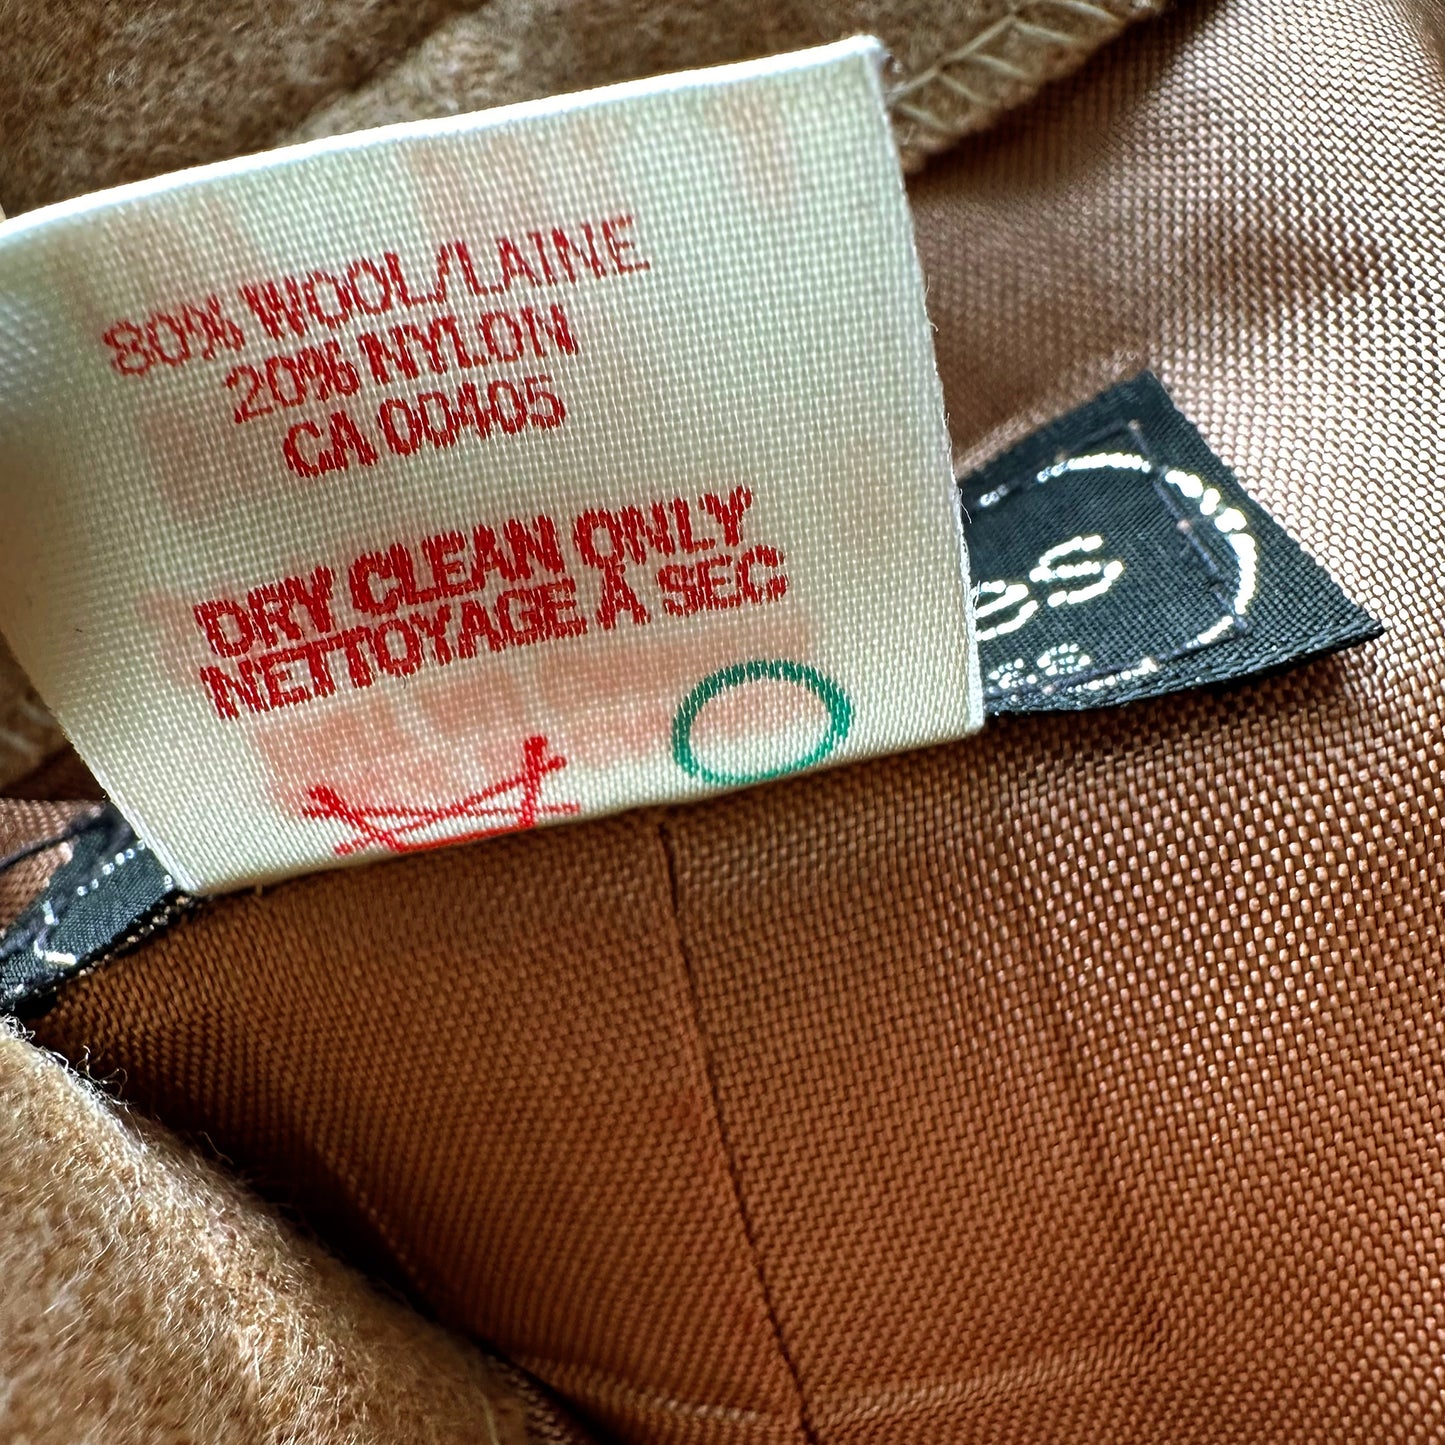 80% WOOL/LAINE
20% NYLON
CA 00405
DRY CLEAN ONLY
NETTOYAGE À SEC